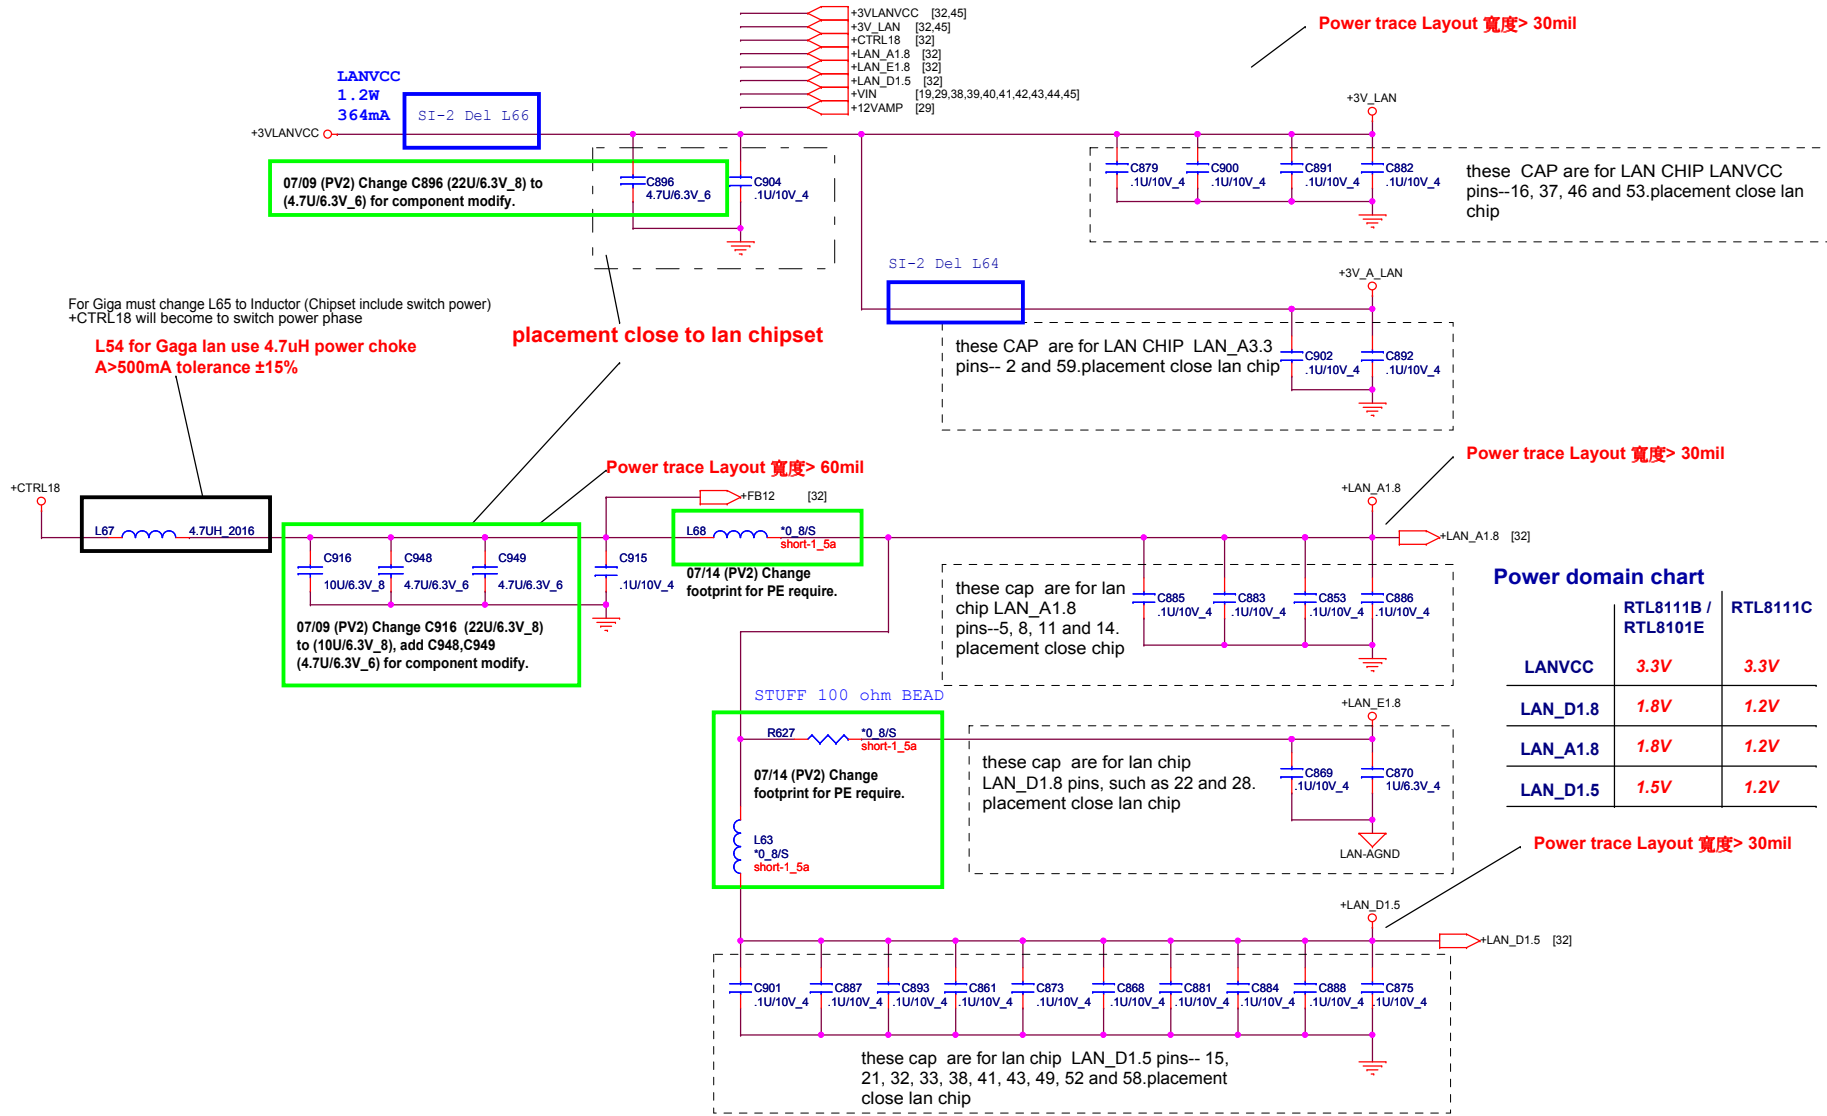 +3VLANVCC [32,45]
+3V_LAN [32,45]
+CTRL18 [32]
+LAN_A1.8 [32]
+LAN_E1.8 [32]
+LAN_D1.5 [32]
+VIN [19,29,38,39,40,41,42,43,44,45]
+12VAMP [29]
Power trace Layout 寬度> 30mil
LANVCC
1.2W
364mA
SI-2 Del L66
+3VLANVCC
+3V_LAN
07/09 (PV2) Change C896 (22U/6.3V_8) to
(4.7U/6.3V_6) for component modify.
C896
4.7U/6.3V_6
C904
.1U/10V_4
C879
.1U/10V_4
C900
.1U/10V_4
C891
.1U/10V_4
C882
.1U/10V_4
these CAP are for LAN CHIP LANVCC
pins--16, 37, 46 and 53.placement close lan
chip
SI-2 Del L64
+3V_A_LAN
these CAP are for LAN CHIP LAN_A3.3
pins-- 2 and 59.placement close lan chip
C902
.1U/10V_4
C892
.1U/10V_4
For Giga must change L65 to Inductor (Chipset include switch power)
+CTRL18 will become to switch power phase
L54 for Gaga lan use 4.7uH power choke
A>500mA tolerance ±15%
placement close to lan chipset
Power trace Layout 寬度> 60mil
Power trace Layout 寬度> 30mil
+CTRL18
L67 4.7UH_2016
+FB12 [32]
L68 *0_8/S
short-1_5a
+LAN_A1.8
+LAN_A1.8 [32]
C916
10U/6.3V_8
C948
4.7U/6.3V_6
C949
4.7U/6.3V_6
C915
.1U/10V_4
07/14 (PV2) Change
footprint for PE require.
07/09 (PV2) Change C916 (22U/6.3V_8)
to (10U/6.3V_8), add C948,C949
(4.7U/6.3V_6) for component modify.
these cap are for lan
chip LAN_A1.8
pins--5, 8, 11 and 14.
placement close chip
C885
.1U/10V_4
C883
.1U/10V_4
C853
.1U/10V_4
C886
.1U/10V_4
Power domain chart
RTL8111B /
RTL8101E
RTL8111C
LANVCC 3.3V 3.3V
LAN_D1.8 1.8V 1.2V
LAN_A1.8 1.8V 1.2V
LAN_D1.5 1.5V 1.2V
STUFF 100 ohm BEAD
R627 *0_8/S
short-1_5a
07/14 (PV2) Change
footprint for PE require.
L63
*0_8/S
short-1_5a
+LAN_E1.8
these cap are for lan chip
LAN_D1.8 pins, such as 22 and 28.
placement close lan chip
C869
.1U/10V_4
C870
1U/6.3V_4
LAN-AGND
Power trace Layout 寬度> 30mil
+LAN_D1.5
+LAN_D1.5 [32]
C901
.1U/10V_4
C887
.1U/10V_4
C893
.1U/10V_4
C861
.1U/10V_4
C873
.1U/10V_4
C868
.1U/10V_4
C881
.1U/10V_4
C884
.1U/10V_4
C888
.1U/10V_4
C875
.1U/10V_4
these cap are for lan chip LAN_D1.5 pins-- 15,
21, 32, 33, 38, 41, 43, 49, 52 and 58.placement
close lan chip